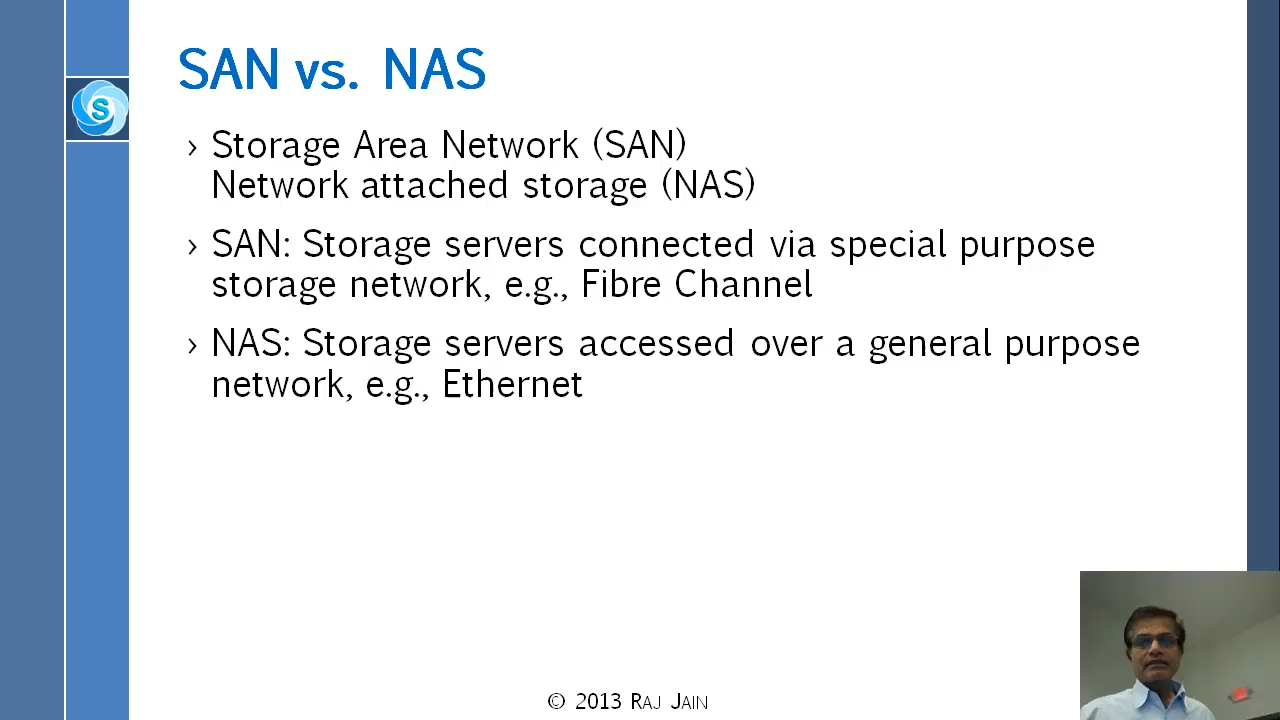 SAN vs. NAS
S
› Storage Area Network (SAN)
Network attached storage (NAS)
› SAN: Storage servers connected via special purpose
storage network, e.g., Fibre Channel
› NAS: Storage servers accessed over a general purpose
network, e.g., Ethernet
© 2013 RAJ JAIN